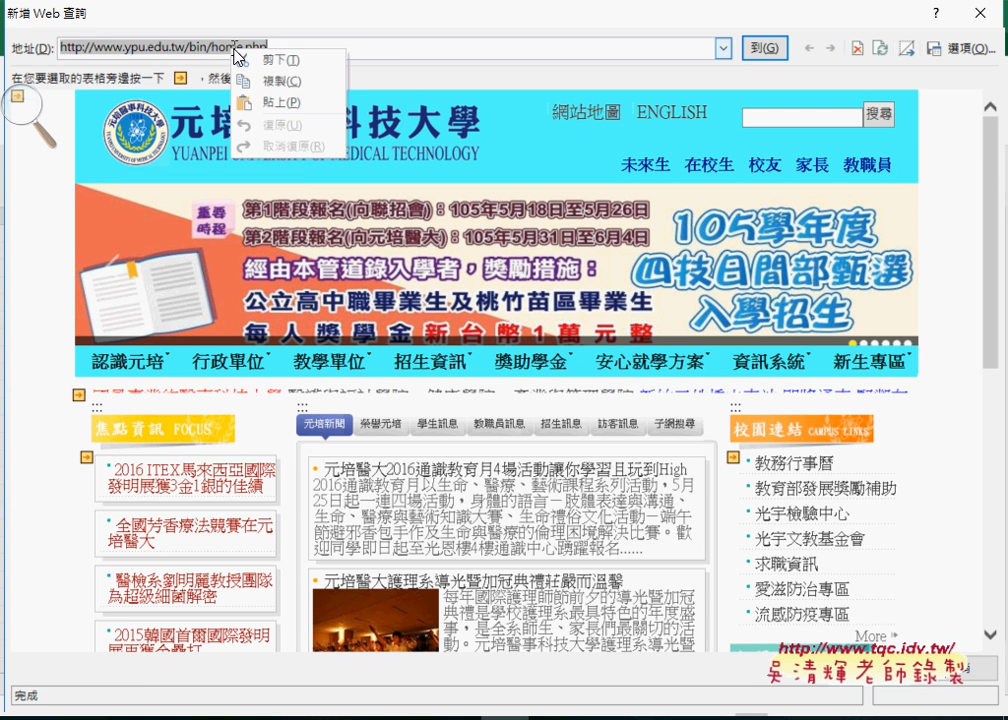 新增 Web 查詢
地址(D):
http://www.ypu.edu.tw/bin/home.php
到(G)
選項(O)...
在您要選取的表格旁邊按一下
，然後
剪下(T)
複製(C)
貼上(P)
復原(U)
取消復原(R)
科技大學
YUANPEI UNIVERSITY OF MEDICAL TECHNOLOGY
網站地圖 ENGLISH
搜尋
未來生 在校生 校友 家長 教職員
重要時程
第1階段報名(向聯招會)：105年5月18日至5月26日
第2階段報名(向元培醫大)：105年5月31日至6月4日
經由本管道錄入學者，獎勵措施：
公立高中職畢業生及桃竹苗區畢業生
每人獎學金新台幣1萬元整
105學年度
四技日間部甄選
入學招生
認識元培 行政單位 教學單位 招生資訊 獎助學金 安心就學方案 資訊系統 新生專區
焦點資訊 FOCUS
2016 ITEX馬來西亞國際
發明展獲3金1銀的佳績
全國芳香療法競賽在元
培醫大
醫檢系劉明麗教授團隊
為超級細菌解密
2015韓國首爾國際發明
元培新聞 榮譽元培 學生訊息 教職員訊息 招生訊息 訪客訊息 子網搜尋
元培醫大2016通識教育月4場活動讓你學習且玩到High
2016通識教育月以生命、醫療、藝術課程系列活動，5月
25日起一連四場活動，身體的語言－肢體表達與溝通、
生命、醫療與藝術知識大賽、生命禮俗文化活動－端午
節避邪香包手作及生命與醫療的倫理困境解決比賽。歡
迎同學即日起至光恩樓4樓通識中心踴躍報名......
元培醫大護理系導光暨加冠典禮莊嚴而溫馨
每年國際護理師節前夕的導光暨加冠
典禮是學校護理系最具特色的年度盛
事，是全系師生、家長們最關切的活
動。元培醫事科技大學護理系導光暨
校園連結 CAMPUS LINKS
教務行事曆
教育部發展獎勵補助
光宇檢驗中心
光宇文教基金會
求職資訊
愛滋防治專區
流感防疫專區
More
http://www.tqc.idv.tw/
吳清輝老師錄製
完成